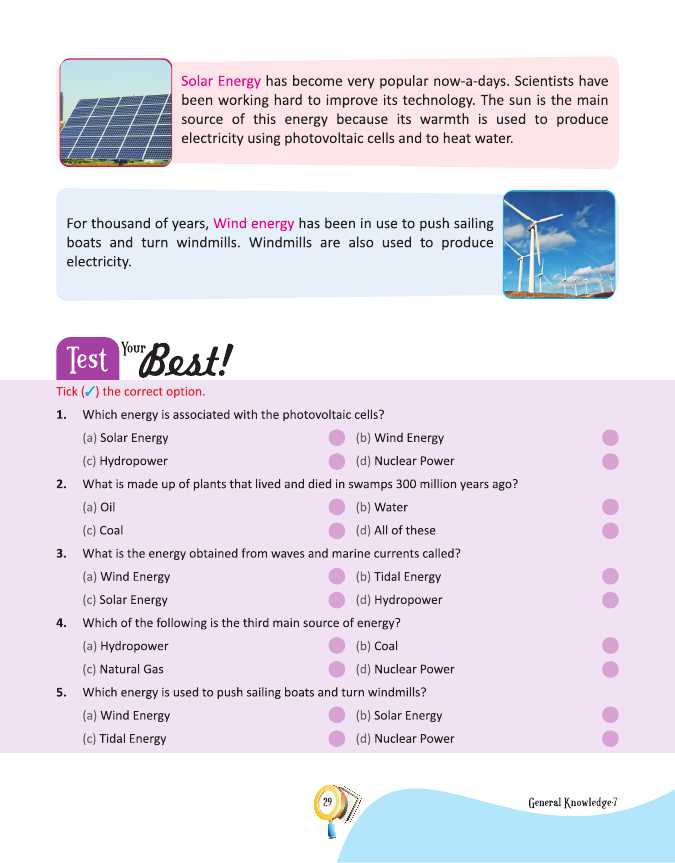 Solar Energy has become very popular now-a-days. Scientists have
been working hard to improve its technology. The sun is the main
source of this energy because its warmth is used to produce
electricity using photovoltaic cells and to heat water.
For thousand of years, Wind energy has been in use to push sailing
boats and turn windmills. Windmills are also used to produce
electricity.
Test Your Best!
Tick (✓) the correct option.
1. Which energy is associated with the photovoltaic cells?
(a) Solar Energy (b) Wind Energy
(c) Hydropower (d) Nuclear Power
2. What is made up of plants that lived and died in swamps 300 million years ago?
(a) Oil (b) Water
(c) Coal (d) All of these
3. What is the energy obtained from waves and marine currents called?
(a) Wind Energy (b) Tidal Energy
(c) Solar Energy (d) Hydropower
4. Which of the following is the third main source of energy?
(a) Hydropower (b) Coal
(c) Natural Gas (d) Nuclear Power
5. Which energy is used to push sailing boats and turn windmills?
(a) Wind Energy (b) Solar Energy
(c) Tidal Energy (d) Nuclear Power
29 General Knowledge-7